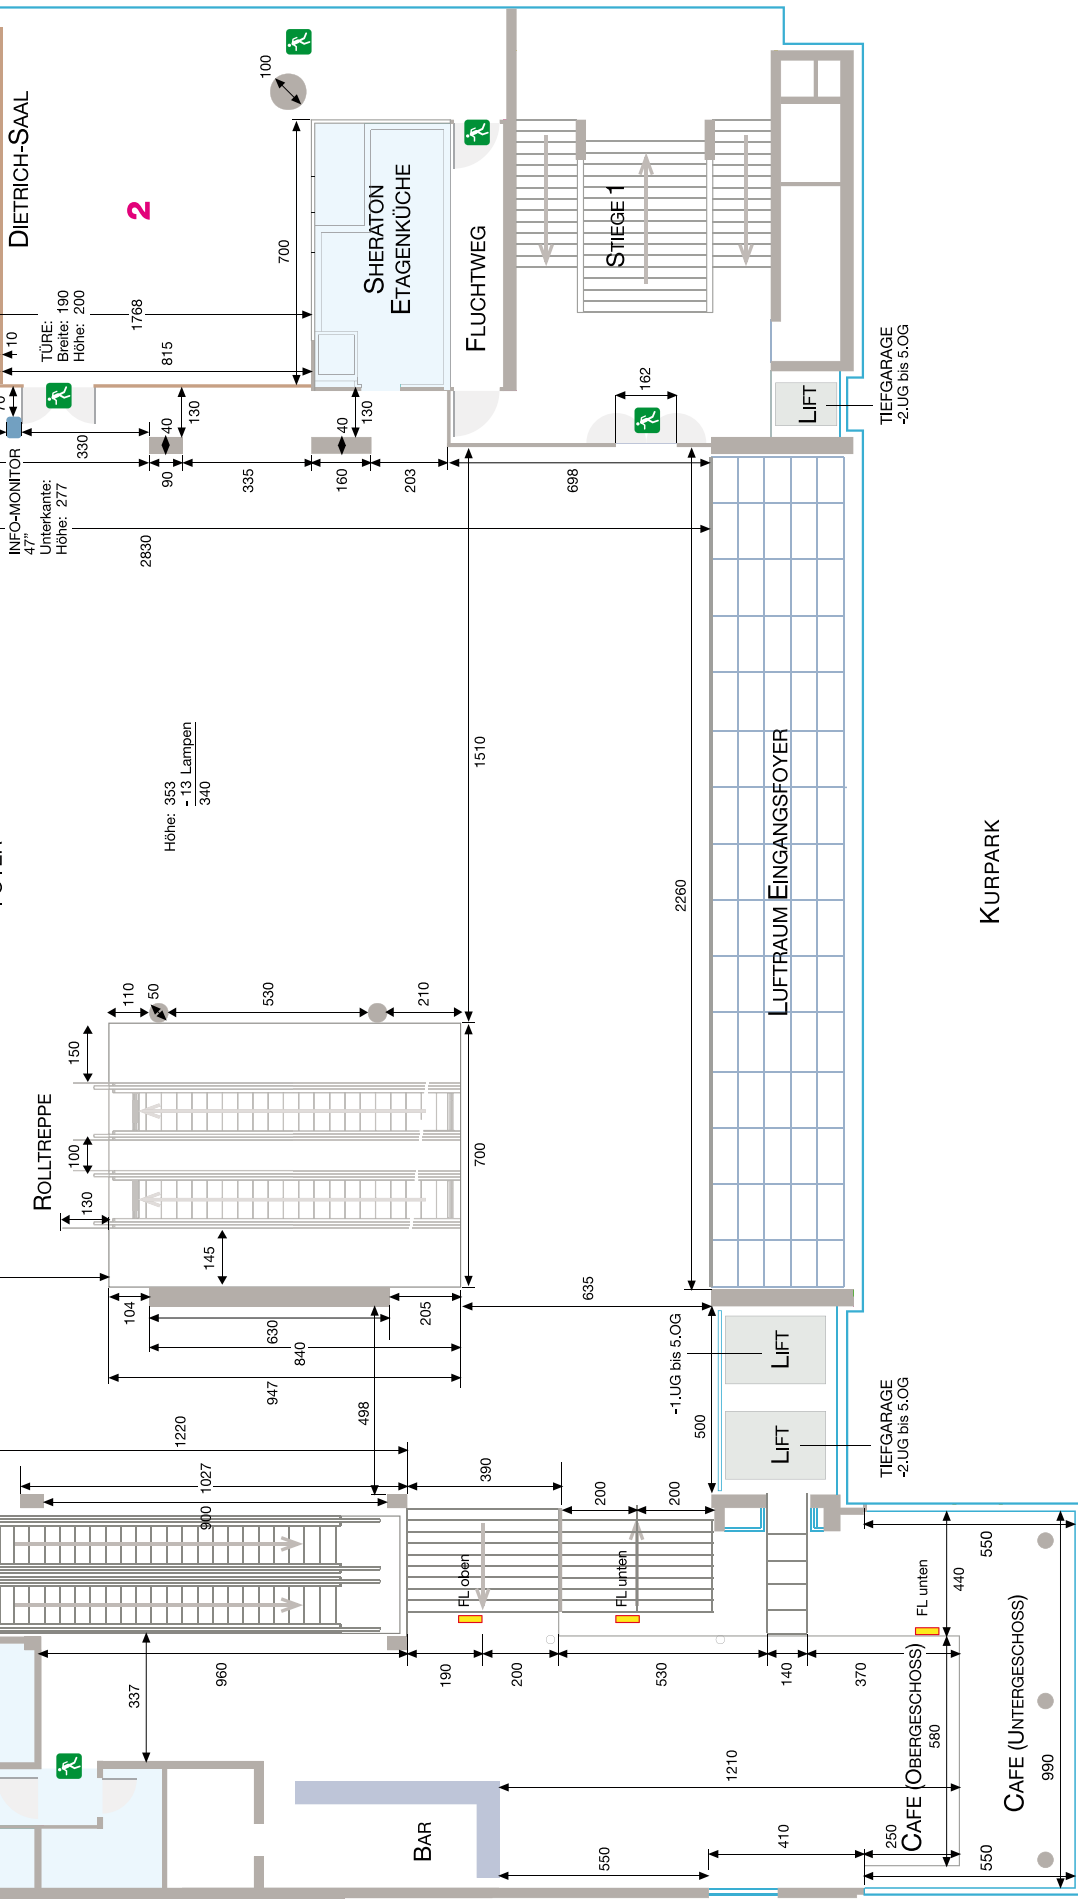 DIETRICH-SAAL
2
100
700
SHERATON
ETAGENKÜCHE
FLUCHTWEG
STIEGE 1
1768
815
10
TÜRE:
Breite: 190
Höhe: 200
130
40
330
90
335
130
40
160
203
162
698
LIFT
TIEFGARAGE
-2.UG bis 5.OG
INFO-MONITOR
47"
Unterkante:
Höhe: 277
2830
1510
Höhe: 353
- 13 Lampen
340
2260
LUFTRAUM EINGANGSFOYER
KURPARK
110
50
530
210
150
ROLLTREPPE
100
130
145
700
104
630
205
840
947
635
498
-1.UG bis 5.OG
LIFT
500
LIFT
TIEFGARAGE
-2.UG bis 5.OG
1220
1027
900
390
200
200
FL oben
FL unten
FL unten
550
440
960
337
190
200
530
140
370
CAFE (OBERGESCHOSS)
580
CAFE (UNTERGESCHOSS)
990
1210
BAR
550
410
250
550